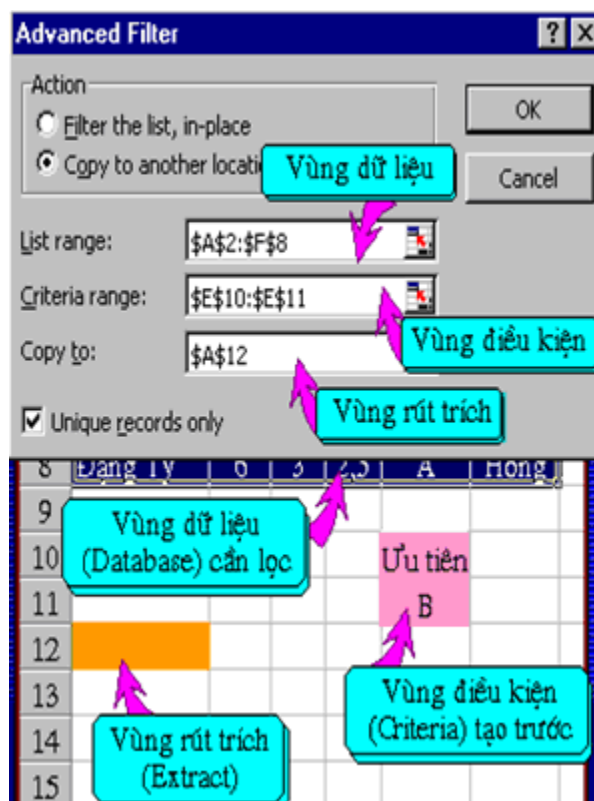 Advanced Filter
Action
Filter the list, in-place
OK
Copy to another locati
Vùng dữ liệu
Cancel
List range:
$A$2:$F$8
Criteria range:
$E$10:$E$11
Vùng điều kiện
Copy to:
$A$12
Vùng rút trích
Unique records only
8 Đặng Tý 6 3 2,5 A Hỏng
9
Vùng dữ liệu
(Database) cần lọc
10 Ưu tiên
11 B
12
13
Vùng điều kiện
(Criteria) tạo trước
14
Vùng rút trích
(Extract)
15